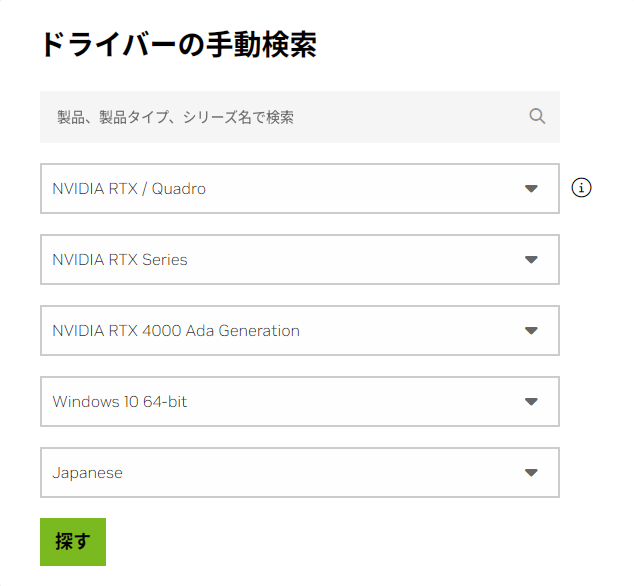 ドライバーの手動検索
製品、製品タイプ、シリーズ名で検索
NVIDIA RTX / Quadro
NVIDIA RTX Series
NVIDIA RTX 4000 Ada Generation
Windows 10 64-bit
Japanese
探す